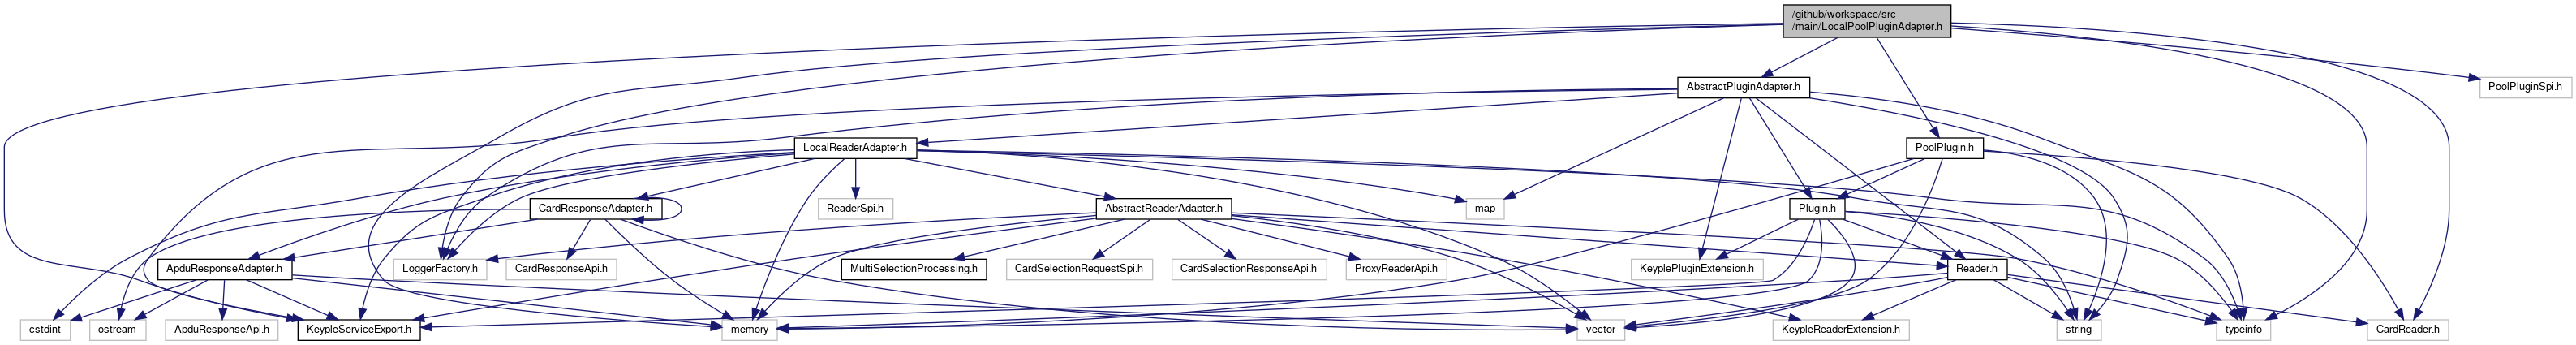 /github/workspace/src
/main/LocalPoolPluginAdapter.h
AbstractPluginAdapter.h
PoolPluginSpi.h
LocalReaderAdapter.h
PoolPlugin.h
CardResponseAdapter.h
ReaderSpi.h
AbstractReaderAdapter.h
map
Plugin.h
ApduResponseAdapter.h
LoggerFactory.h
CardResponseApi.h
MultiSelectionProcessing.h
CardSelectionRequestSpi.h
CardSelectionResponseApi.h
ProxyReaderApi.h
KeyplePluginExtension.h
Reader.h
cstdint
ostream
ApduResponseApi.h
KeypleServiceExport.h
memory
vector
KeypleReaderExtension.h
string
typeinfo
CardReader.h